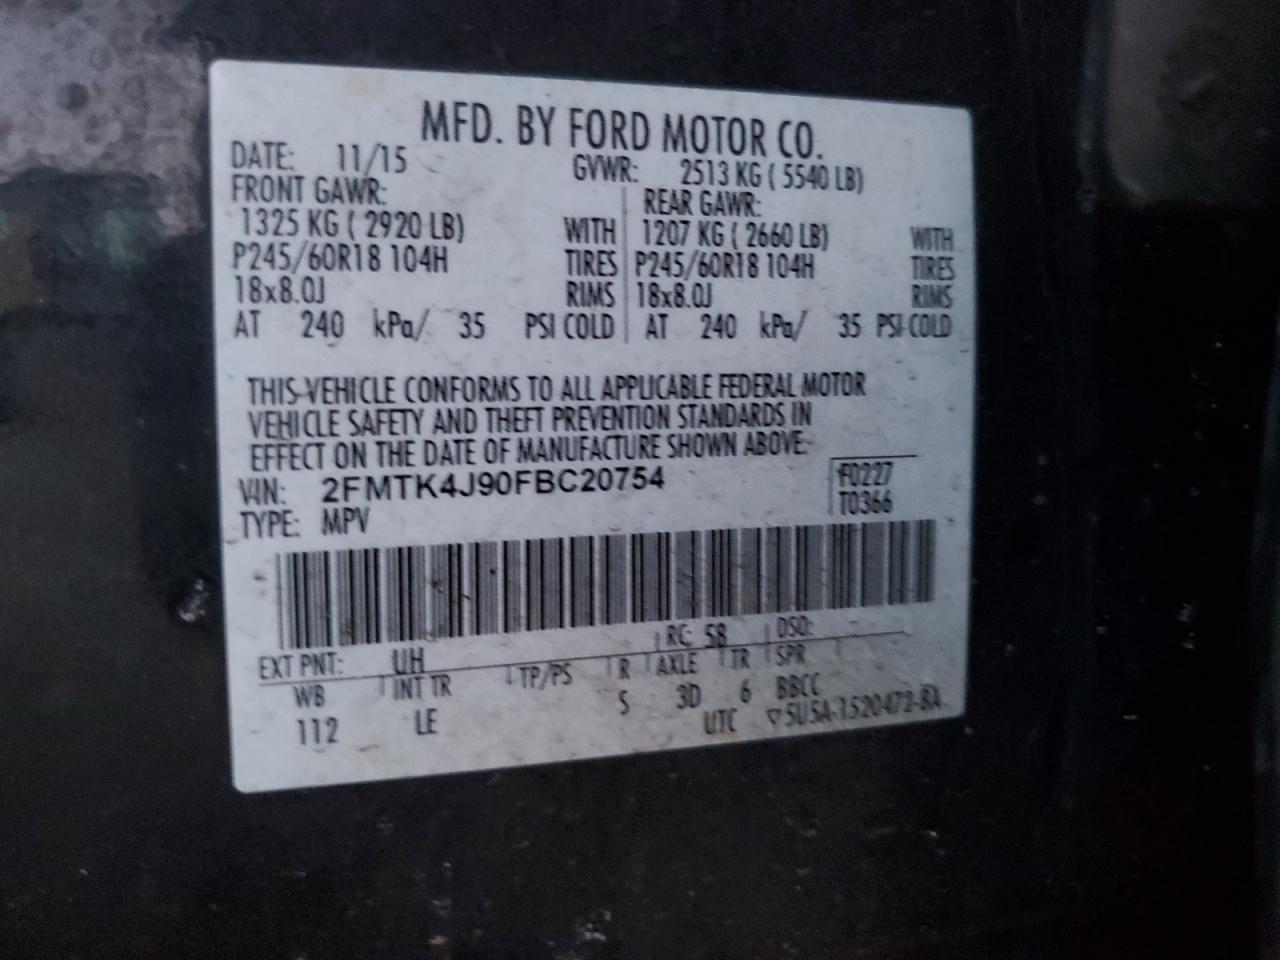 MFD. BY FORD MOTOR CO.
DATE: 11/15 GVWR: 2513 KG ( 5540 LB)
FRONT GAWR: REAR GAWR:
1325 KG ( 2920 LB) WITH 1207 KG ( 2660 LB) WITH
P245/60R18 104H TIRES P245/60R18 104H TIRES
18x8.0J RIMS 18x8.0J RIMS
AT 240 kPa/ 35 PSI COLD AT 240 kPa/ 35 PSI COLD
THIS VEHICLE CONFORMS TO ALL APPLICABLE FEDERAL MOTOR
VEHICLE SAFETY AND THEFT PREVENTION STANDARDS IN
EFFECT ON THE DATE OF MANUFACTURE SHOWN ABOVE.
VIN: 2FMTK4J90FBC20754 F0227
TYPE: MPV T0366
EXT PNT: UH RC: 58 DSO:
WB INT TR TP/PS R AXLE TR SPR
112 LE S 3D 6 BBCC
UTC ▽5U5A-1520472-BA